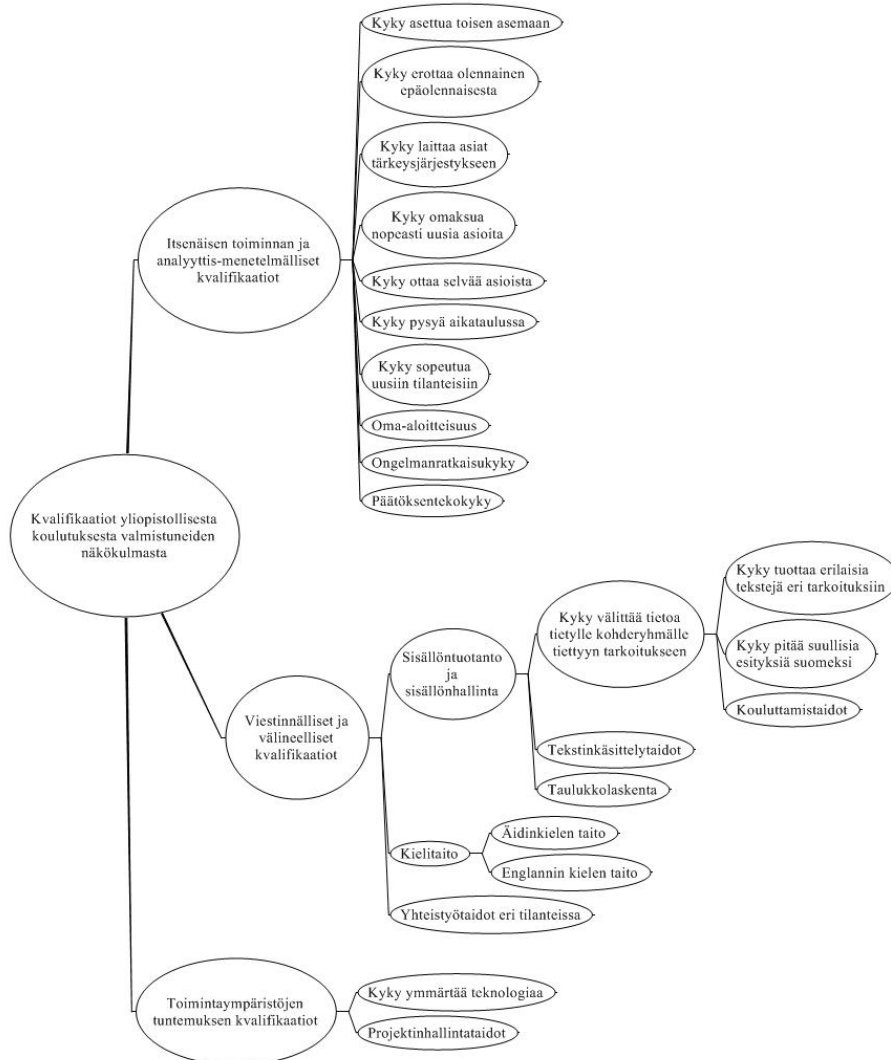 Kyky asettua toisen asemaan
Kyky erottaa olennainen
epäolennaisesta
Kyky laittaa asiat
tärkeysjärjestykseen
Kyky omaksua
nopeasti uusia asioita
Itsenäisen toiminnan ja
analyyttis-menetelmälliset
kvalifikaatiot
Kyky ottaa selvää asioista
Kyky pysyä aikataulussa
Kyky sopeutua
uusiin tilanteisiin
Oma-aloitteisuus
Ongelmanratkaisukyky
Päätöksentekokyky
Kvalifikaatiot yliopistollisesta
koulutuksesta valmistuneiden
näkökulmasta
Viestinnälliset ja
välineelliset
kvalifikaatiot
Sisällöntuotanto
ja
sisällönhallinta
Kyky välittää tietoa
tietylle kohderyhmälle
tiettyyn tarkoitukseen
Kyky tuottaa erilaisia
tekstejä eri tarkoituksiin
Kyky pitää suullisia
esityksiä suomeksi
Kouluttamistaidot
Tekstinkäsittelytaidot
Taulukkolaskenta
Kielitaito
Äidinkielen taito
Englannin kielen taito
Yhteistyötaidot eri tilanteissa
Toimintaympäristöjen
tuntemuksen kvalifikaatiot
Kyky ymmärtää teknologiaa
Projektinhallintataidot